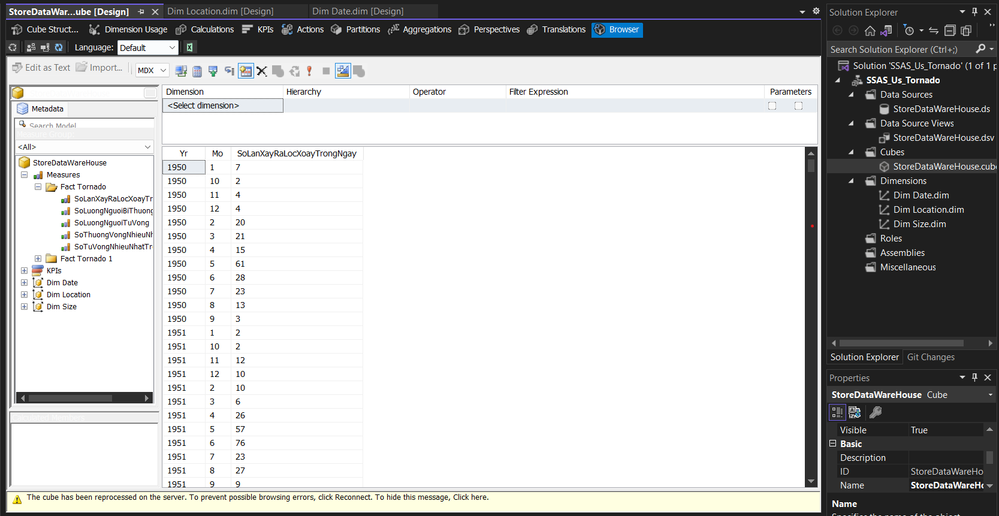 StoreDataWar...ube [Design]
Dim Location.dim [Design]
Dim Date.dim [Design]
Cube Struct...
Dimension Usage
Calculations
KPIs
Actions
Partitions
Aggregations
Perspectives
Translations
Browser
Language: Default
Edit as Text
Import...
MDX
Metadata
Search Model
Measure Group:
<All>
StoreDataWareHouse
Measures
Fact Tornado
SoLanXayRaLocXoayTr
SoLuongNguoiBiThuong
SoLuongNguoiTuVong
SoThuongVongNhieuNh
SoTuVongNhieuNhatTr
Fact Tornado 1
KPIs
Dim Date
Dim Location
Dim Size
Calculated Members
Dimension Hierarchy Operator Filter Expression Parameters
<Select dimension>
Yr Mo SoLanXayRaLocXoayTrongNgay
1950 1 7
1950 10 2
1950 11 4
1950 12 4
1950 2 20
1950 3 21
1950 4 15
1950 5 61
1950 6 28
1950 7 23
1950 8 13
1950 9 3
1951 1 2
1951 10 2
1951 11 12
1951 12 10
1951 2 10
1951 3 6
1951 4 26
1951 5 57
1951 6 76
1951 7 23
1951 8 27
1951 9 9
The cube has been reprocessed on the server. To prevent possible browsing errors, click Reconnect. To hide this message, Click here.
Solution Explorer
Search Solution Explorer (Ctrl+;)
Solution 'SSAS_Us_Tornado' (1 of 1 p
SSAS_Us_Tornado
Data Sources
StoreDataWareHouse.ds
Data Source Views
StoreDataWareHouse.dsv
Cubes
StoreDataWareHouse.cube
Dimensions
Dim Date.dim
Dim Location.dim
Dim Size.dim
Roles
Assemblies
Miscellaneous
Solution Explorer
Git Changes
Properties
StoreDataWareHouse Cube
Visible True
Basic
Description
ID StoreDataWareHo
Name StoreDataWareHo
Name